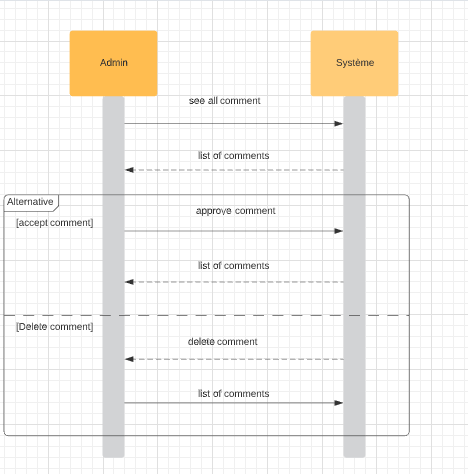 Admin
Système
see all comment
list of comments
Alternative
[accept comment]
approve comment
list of comments
[Delete comment]
delete comment
list of comments